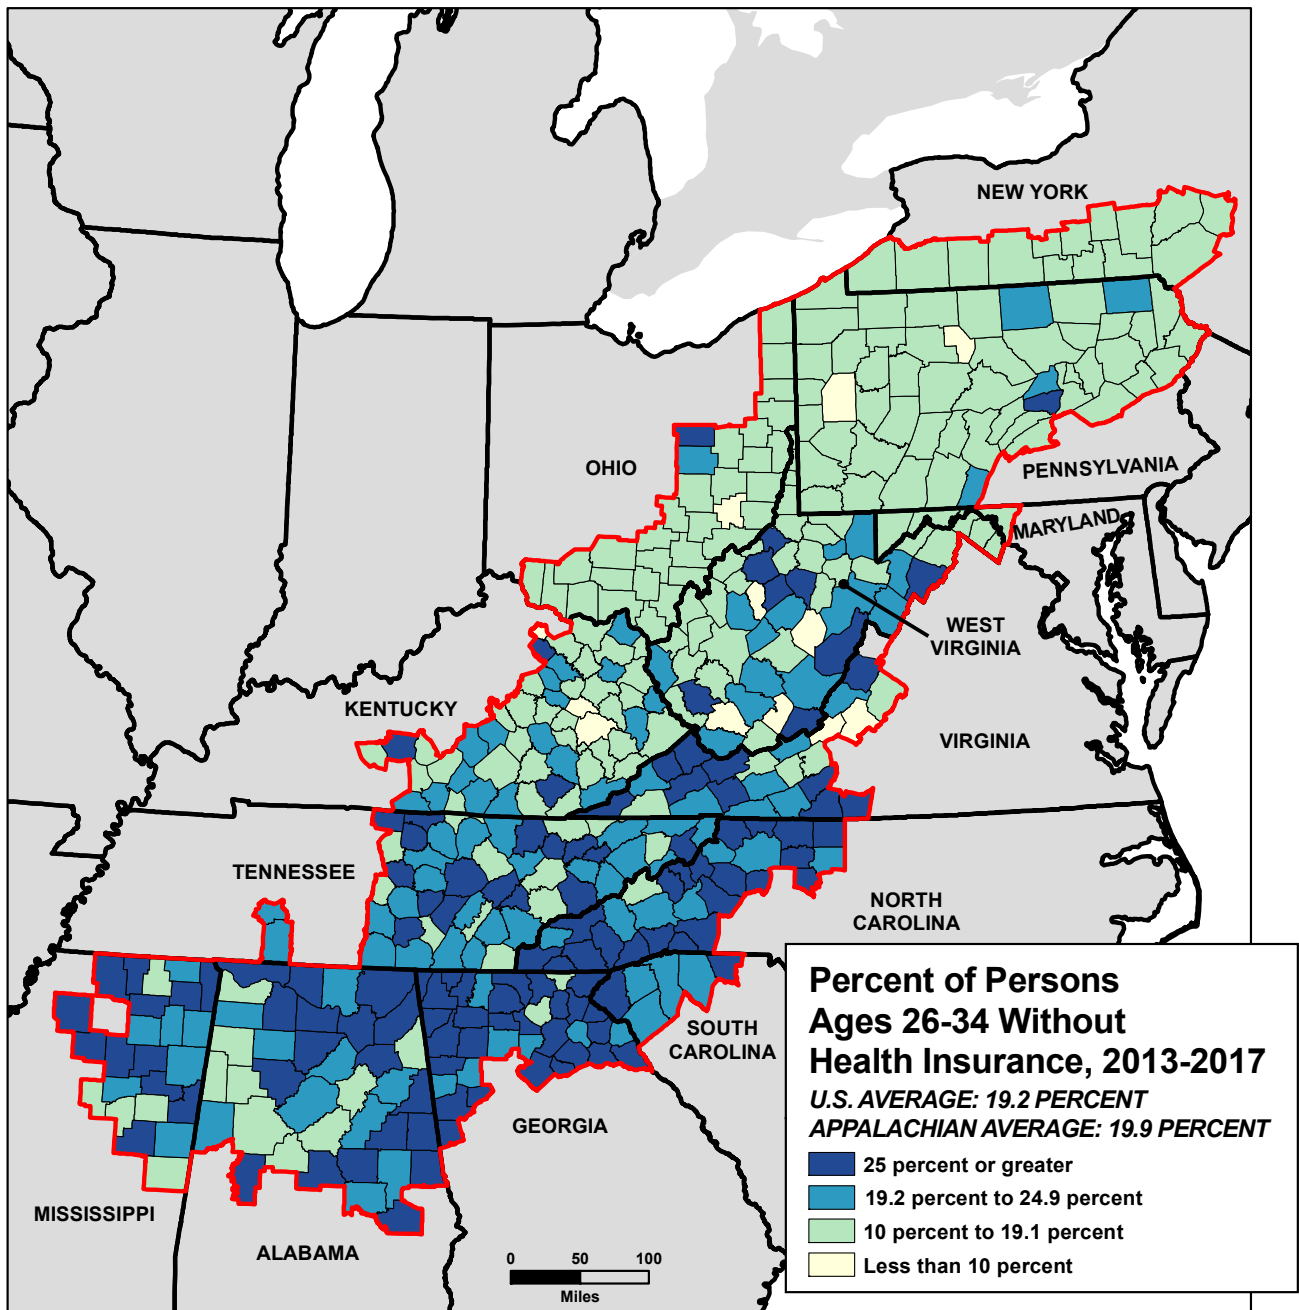 NEW YORK
OHIO
PENNSYLVANIA
MARYLAND
WEST
VIRGINIA
KENTUCKY
VIRGINIA
TENNESSEE
NORTH
CAROLINA
SOUTH
CAROLINA
GEORGIA
MISSISSIPPI
ALABAMA
0 50 100
Miles
Percent of Persons
Ages 26-34 Without
Health Insurance, 2013-2017
U.S. AVERAGE: 19.2 PERCENT
APPALACHIAN AVERAGE: 19.9 PERCENT
25 percent or greater
19.2 percent to 24.9 percent
10 percent to 19.1 percent
Less than 10 percent